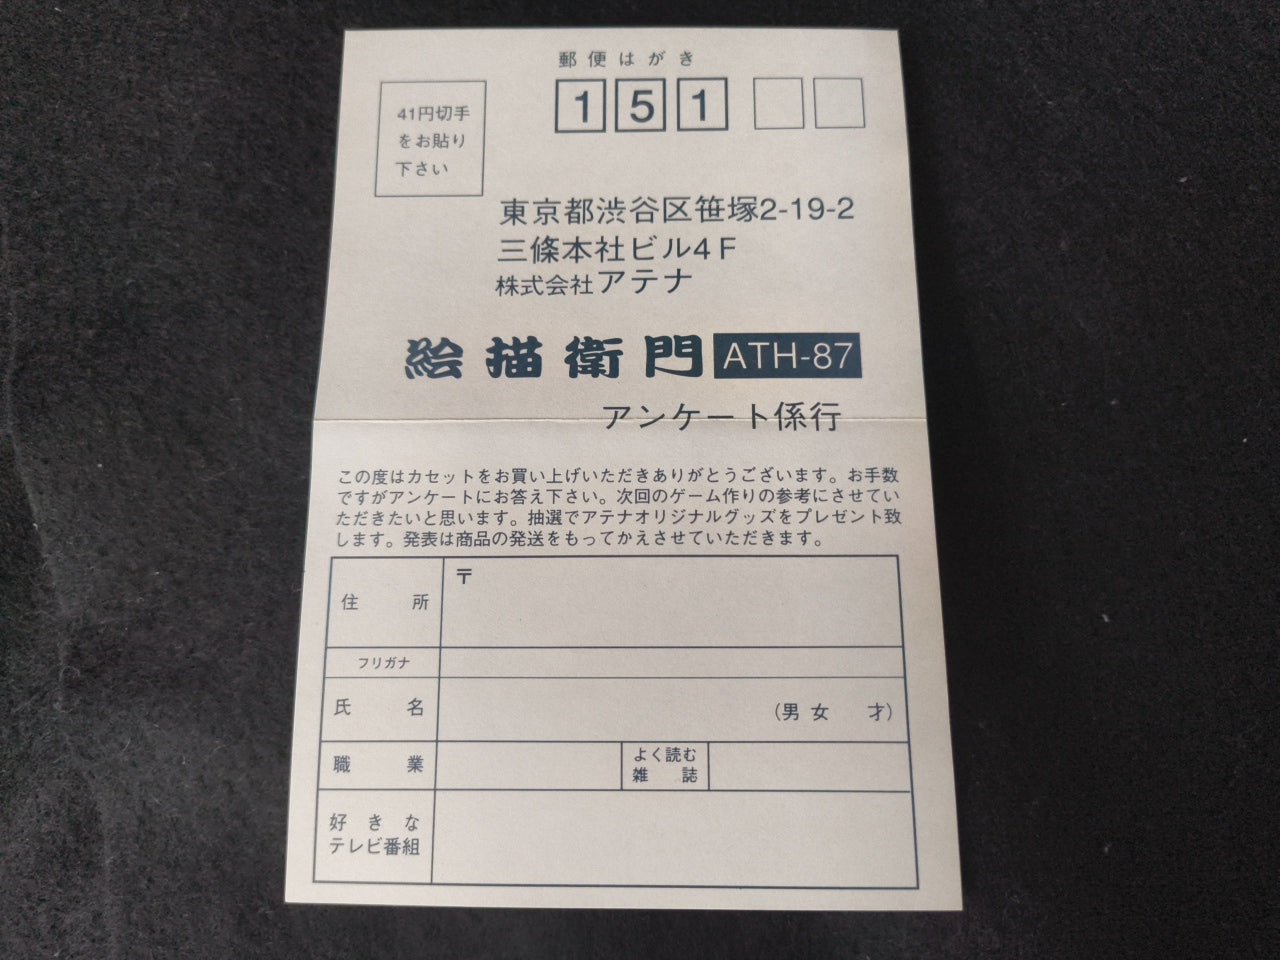 郵便はがき
41円切手
をお貼り
下さい
151
東京都渋谷区笹塚2-19-2
三條本社ビル4F
株式会社アテナ
絵描衛門 ATH-87
アンケート係行
この度はカセットをお買い上げいただきありがとうございます。お手数
ですがアンケートにお答え下さい。次回のゲーム作りの参考にさせてい
ただきたいと思います。抽選でアテナオリジナルグッズをプレゼント致
します。発表は商品の発送をもってかえさせていただきます。
住所 〒
フリガナ
氏名 (男 女 才)
職業 よく読む
雑誌
好きな
テレビ番組